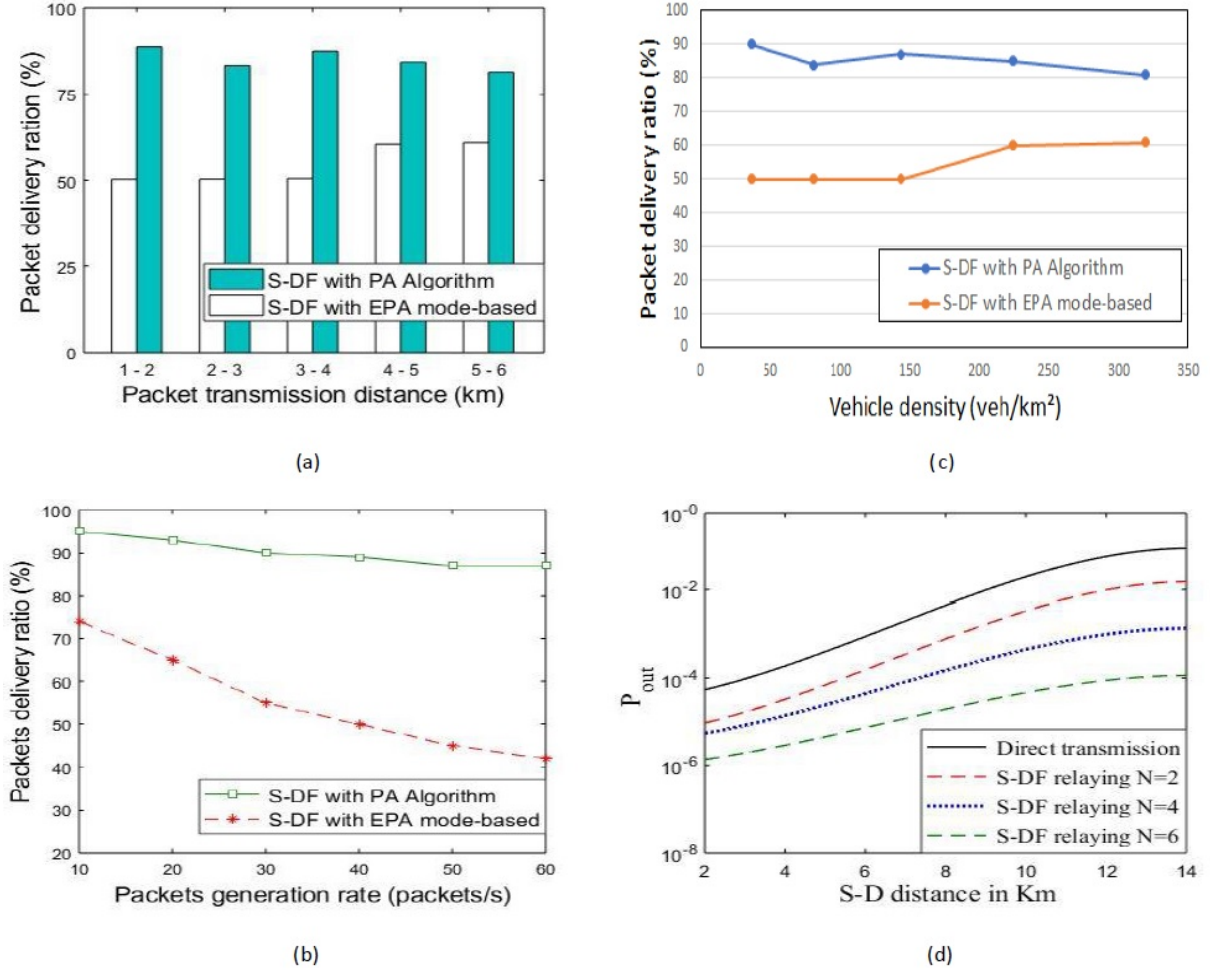 100
75
50
25
0
Packet delivery ration (%)
S-DF with PA Algorithm
S-DF with EPA mode-based
1 - 2 2 - 3 3 - 4 4 - 5 5 - 6
Packet transmission distance (km)
(a)
100
90
80
70
60
50
40
30
20
10
0
Packet delivery ratio (%)
S-DF with PA Algorithm
S-DF with EPA mode-based
0 50 100 150 200 250 300 350
Vehicle density (veh/km²)
(c)
100
90
80
70
60
50
40
30
20
Packets delivery ratio (%)
S-DF with PA Algorithm
S-DF with EPA mode-based
10 20 30 40 50 60
Packets generation rate (packets/s)
(b)
10⁻⁰
10⁻²
10⁻⁴
10⁻⁶
10⁻⁸
P_out
Direct transmission
S-DF relaying N=2
S-DF relaying N=4
S-DF relaying N=6
2 4 6 8 10 12 14
S-D distance in Km
(d)